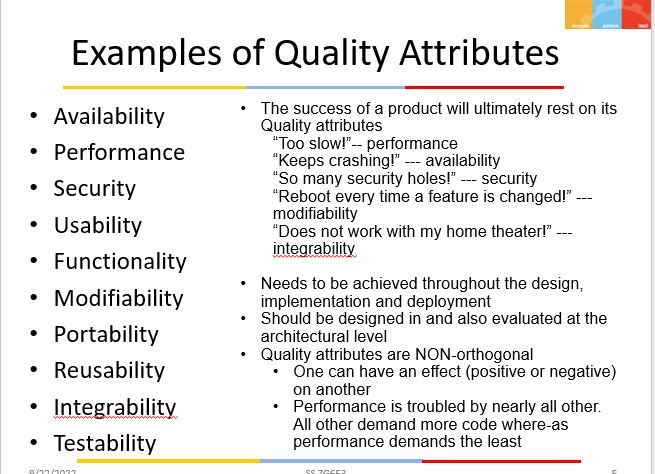 Examples of Quality Attributes
• Availability
• Performance
• Security
• Usability
• Functionality
• Modifiability
• Portability
• Reusability
• Integrability
• Testability
• The success of a product will ultimately rest on its
Quality attributes
“Too slow!”-- performance
“Keeps crashing!” --- availability
“So many security holes!” --- security
“Reboot every time a feature is changed!” ---
modifiability
“Does not work with my home theater!” ---
integrability
• Needs to be achieved throughout the design,
implementation and deployment
• Should be designed in and also evaluated at the
architectural level
• Quality attributes are NON-orthogonal
• One can have an effect (positive or negative)
on another
• Performance is troubled by nearly all other.
All other demand more code where-as
performance demands the least
9/22/2022
SS ZG653
5